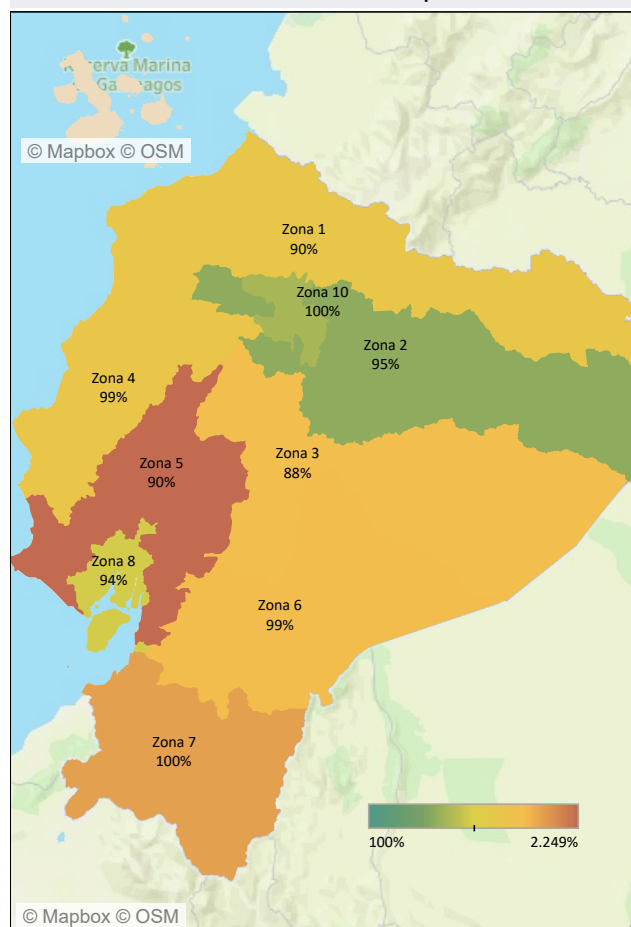 Reserva Marina
de Galápagos
© Mapbox © OSM
Zona 1
90%
Zona 10
100%
Zona 2
95%
Zona 4
99%
Zona 3
88%
Zona 5
90%
Zona 8
94%
Zona 6
99%
Zona 7
100%
100%
2.249%
© Mapbox © OSM